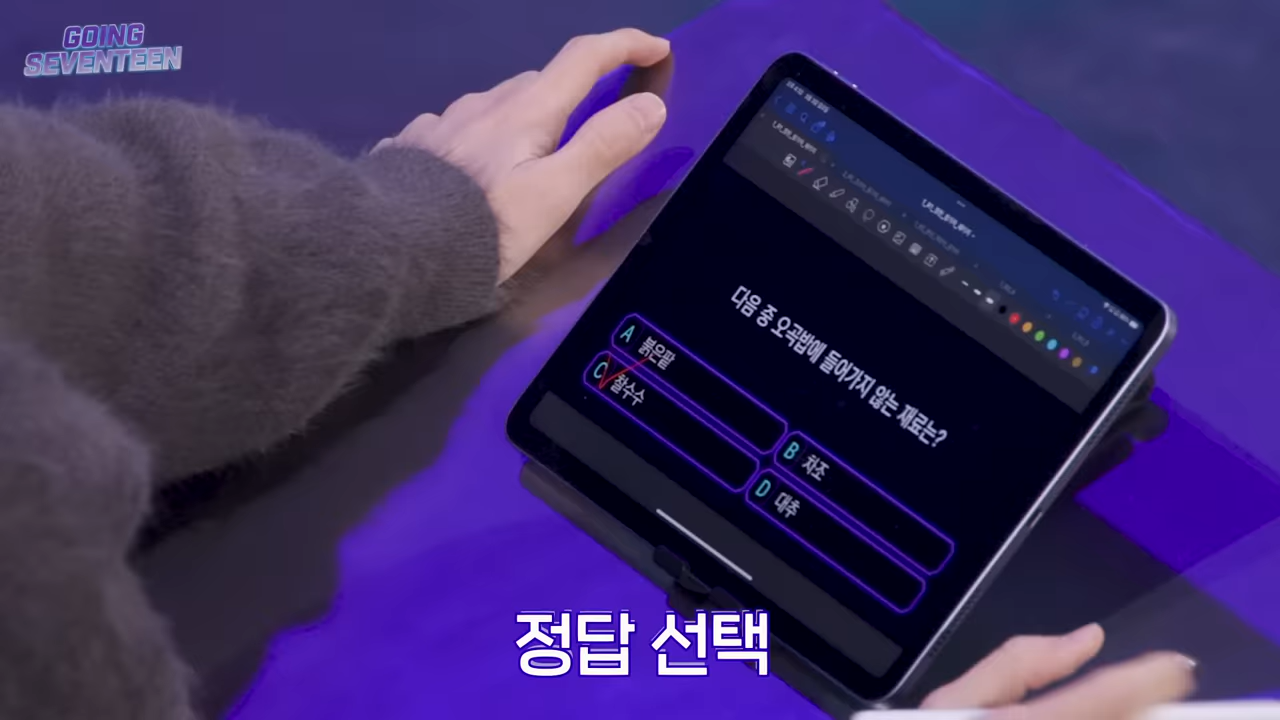 GOING
SEVENTEEN
다음 중 오곡밥에 들어가지 않는 재료는?
A 붉은팥
B 차조
C 찰수수
D 대추
정답 선택